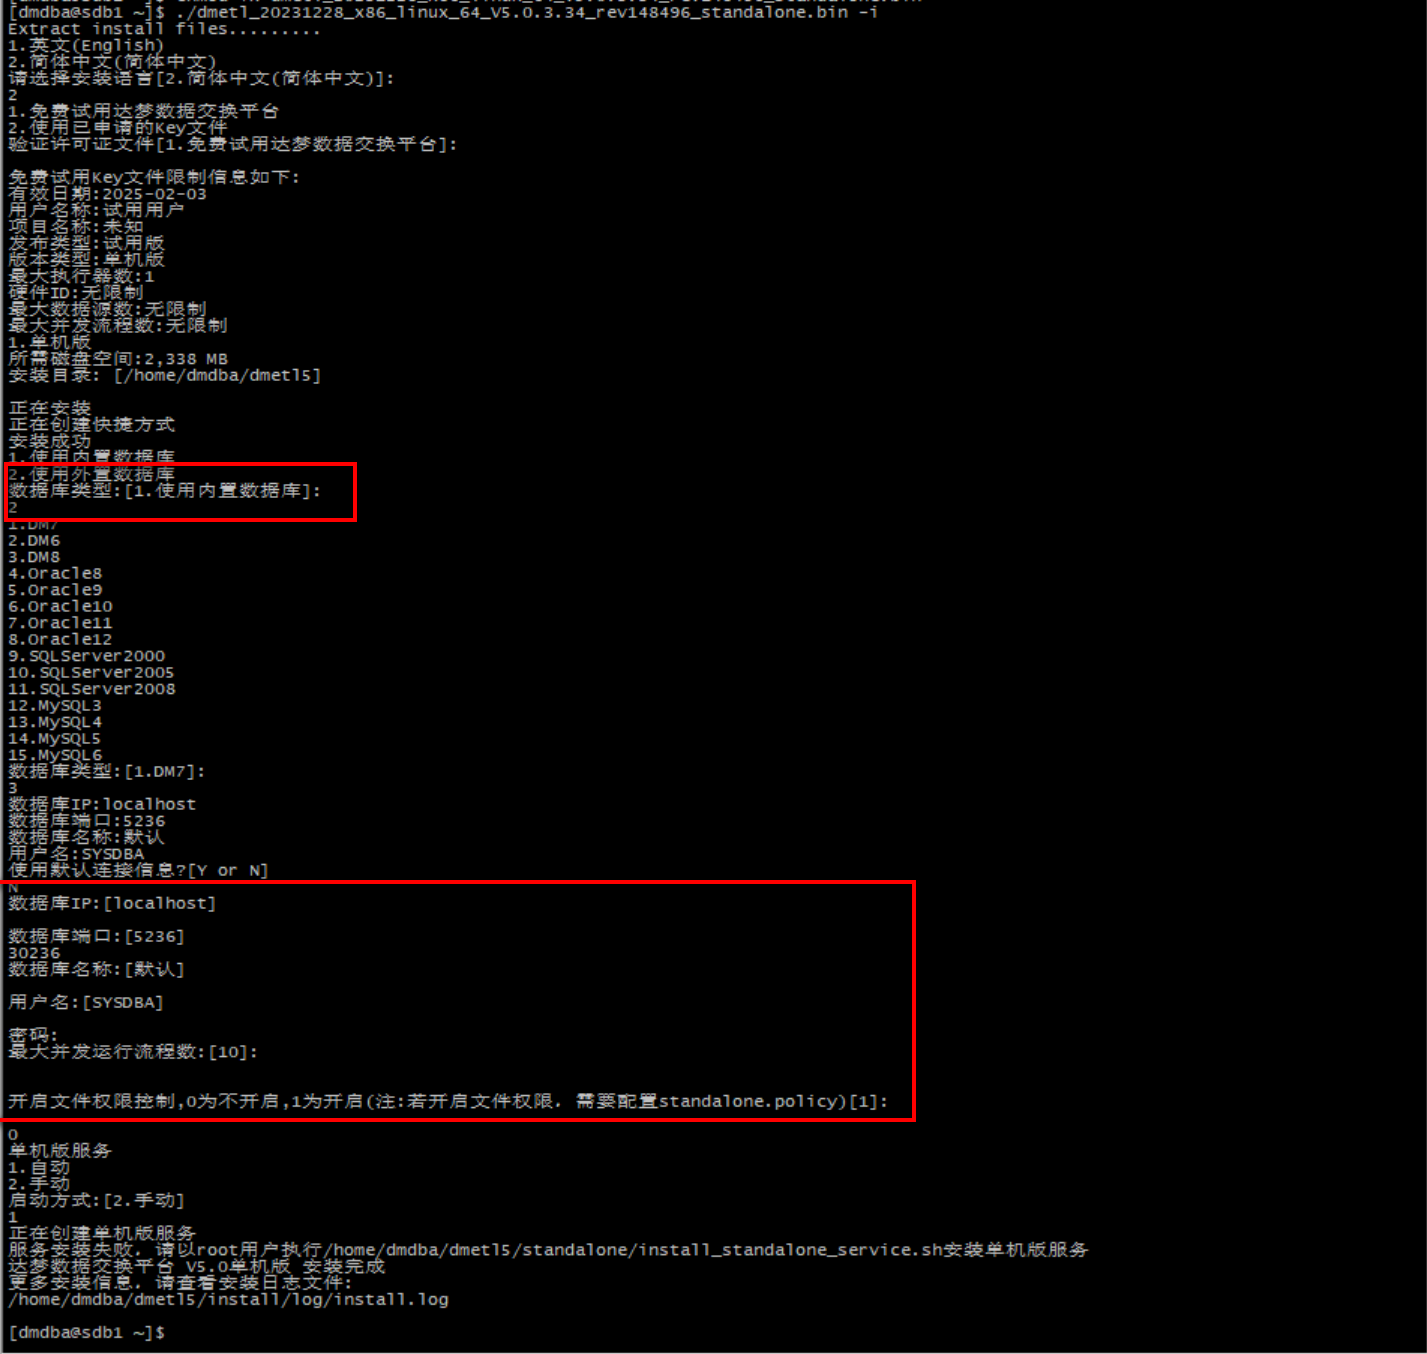 [dmdba@sdb1 ~]$ ./dmetl_20231228_x86_linux_64_V5.0.3.34_rev148496_standalone.bin -i
Extract install files.........
1.英文(English)
2.简体中文(简体中文)
请选择安装语言[2.简体中文(简体中文)]:
2
1.免费试用达梦数据交换平台
2.使用已申请的Key文件
验证许可证文件[1.免费试用达梦数据交换平台]:
免费试用Key文件限制信息如下:
有效日期:2025-02-03
用户名称:试用用户
项目名称:未知
发布类型:试用版
版本类型:单机版
最大执行器数:1
硬件ID:无限制
最大数据源数:无限制
最大并发流程数:无限制
1.单机版
所需磁盘空间:2,338 MB
安装目录: [/home/dmdba/dmetl5]
正在安装
正在创建快捷方式
安装成功
1.使用内置数据库
2.使用外置数据库
数据库类型:[1.使用内置数据库]:
2
1.DM7
2.DM6
3.DM8
4.Oracle8
5.Oracle9
6.Oracle10
7.Oracle11
8.Oracle12
9.SQLServer2000
10.SQLServer2005
11.SQLServer2008
12.MySQL3
13.MySQL4
14.MySQL5
15.MySQL6
数据库类型:[1.DM7]:
3
数据库IP:localhost
数据库端口:5236
数据库名称:默认
用户名:SYSDBA
使用默认连接信息?[Y or N]
N
数据库IP:[localhost]
数据库端口:[5236]
30236
数据库名称:[默认]
用户名:[SYSDBA]
密码:
最大并发运行流程数:[10]:
开启文件权限控制,0为不开启,1为开启(注:若开启文件权限, 需要配置standalone.policy)[1]:
0
单机版服务
1.自动
2.手动
启动方式:[2.手动]
1
正在创建单机版服务
服务安装失败, 请以root用户执行/home/dmdba/dmetl5/standalone/install_standalone_service.sh安装单机版服务
达梦数据交换平台 V5.0单机版 安装完成
更多安装信息, 请查看安装日志文件:
/home/dmdba/dmetl5/install/log/install.log
[dmdba@sdb1 ~]$